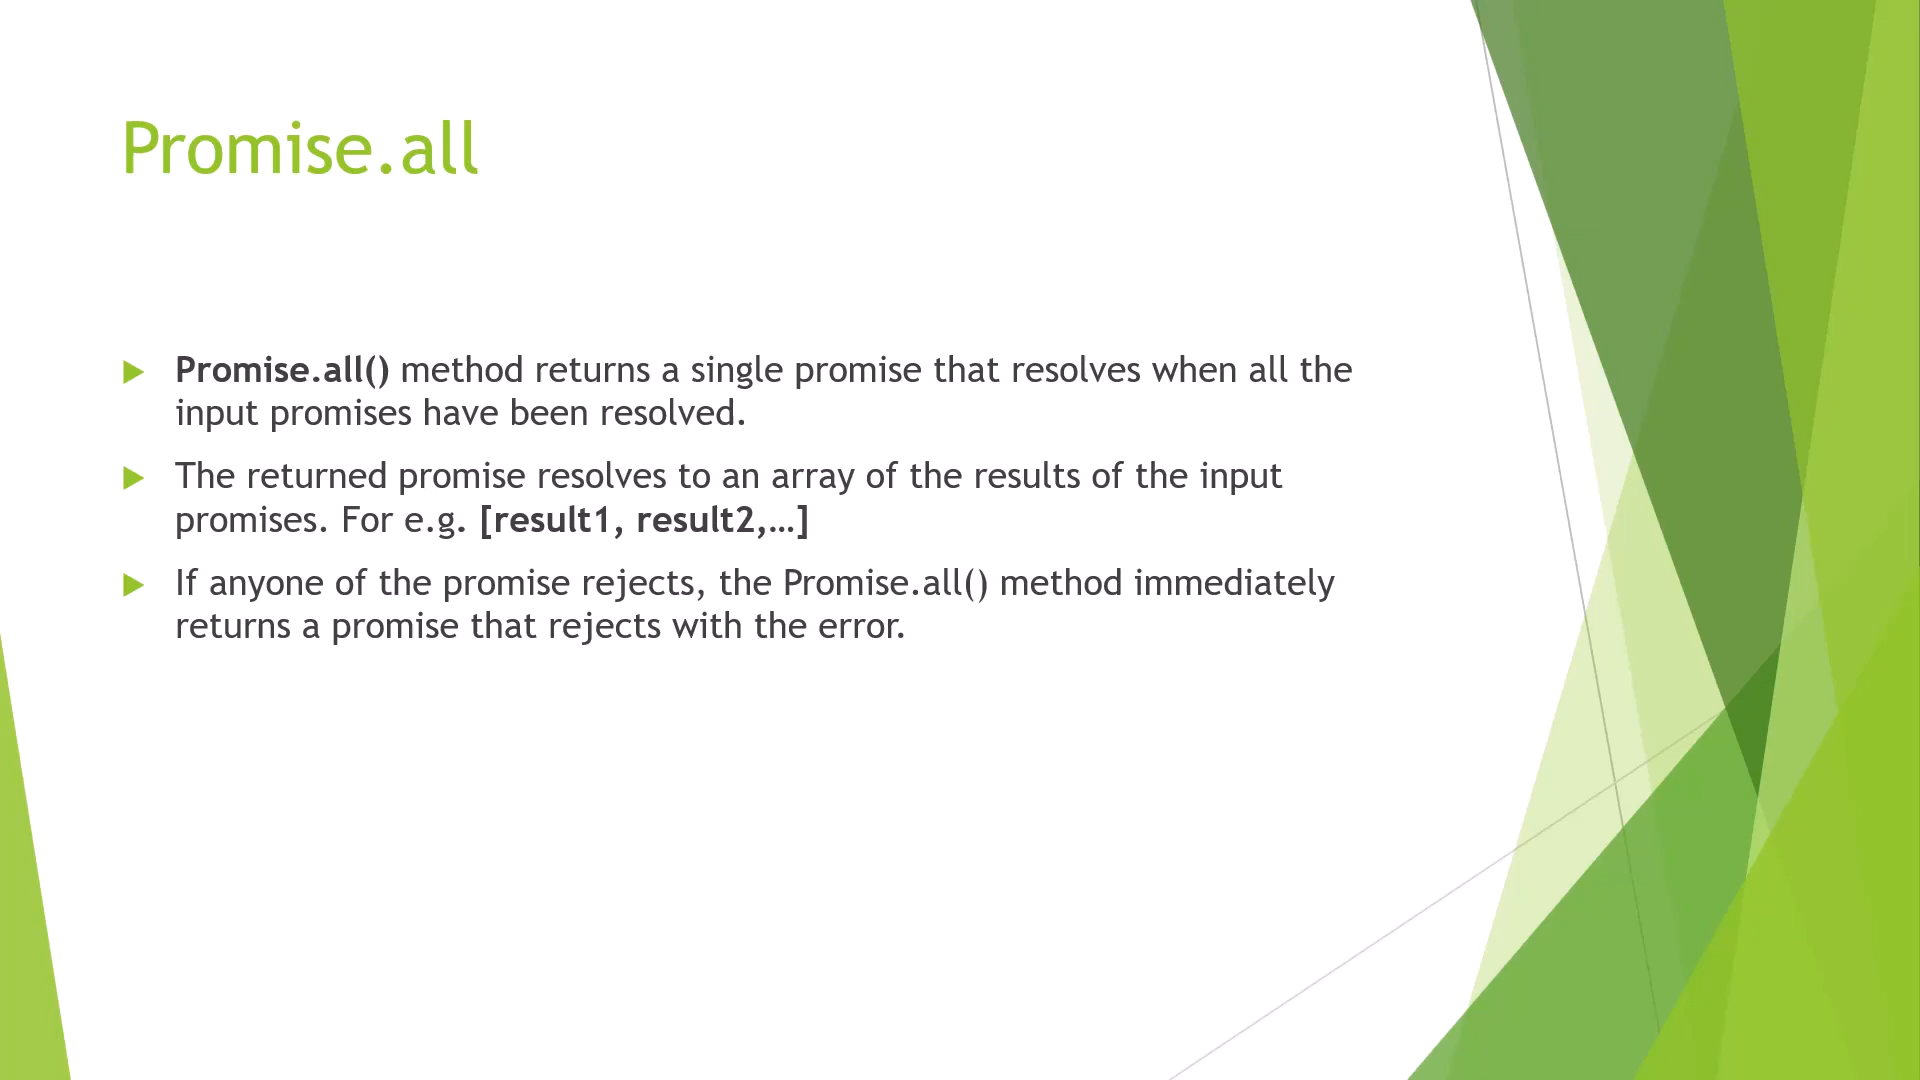 Promise.all
Promise.all() method returns a single promise that resolves when all the
input promises have been resolved.
The returned promise resolves to an array of the results of the input
promises. For e.g. [result1, result2,…]
If anyone of the promise rejects, the Promise.all() method immediately
returns a promise that rejects with the error.